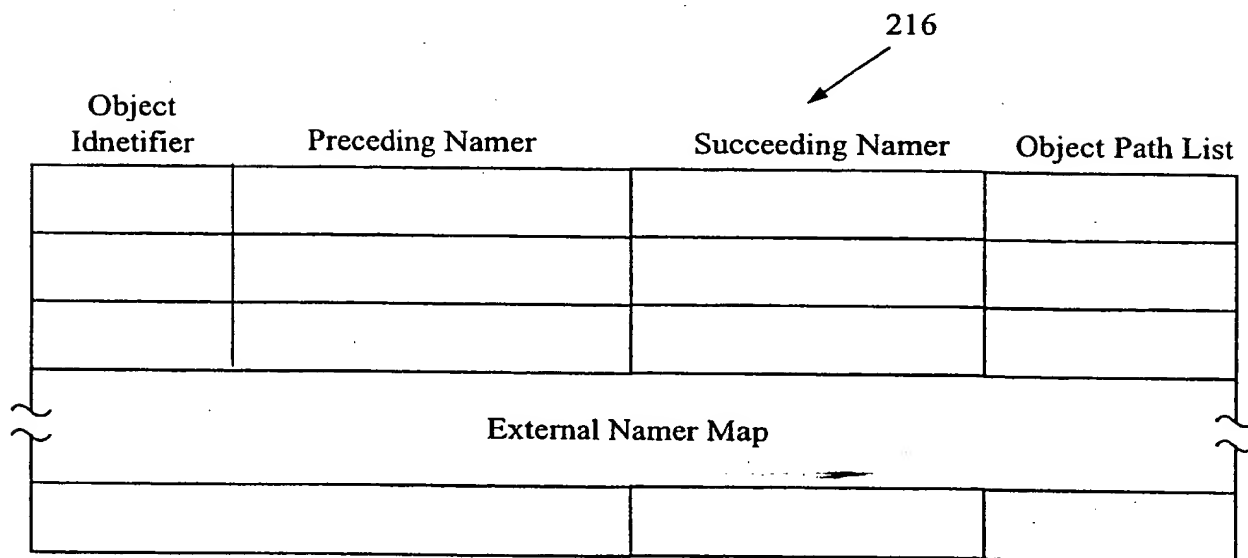 216
Object
Idnetifier
Preceding Namer
Succeeding Namer
Object Path List
External Namer Map